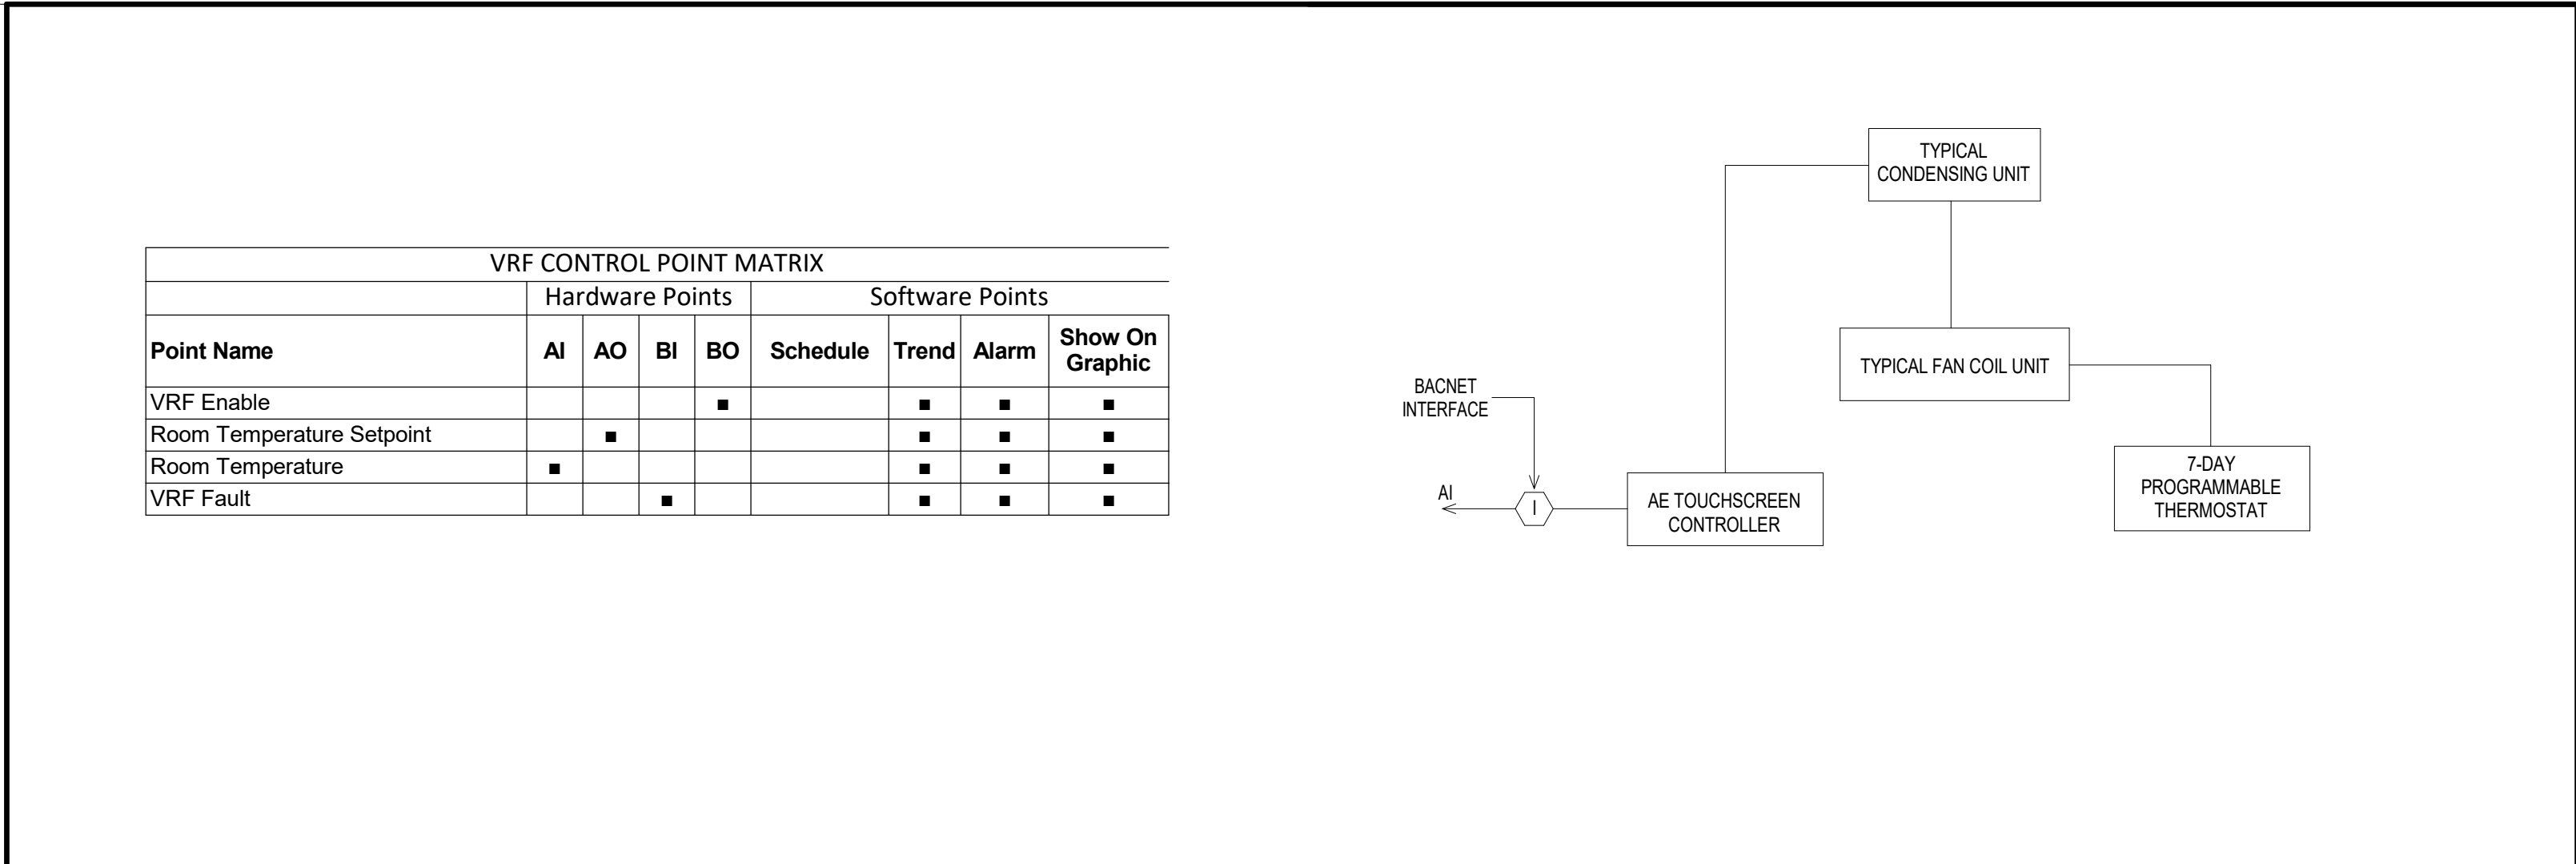 VRF CONTROL POINT MATRIX
Hardware Points Software Points
Point Name AI AO BI BO Schedule Trend Alarm Show On Graphic
VRF Enable ■ ■ ■ ■
Room Temperature Setpoint ■ ■ ■ ■
Room Temperature ■ ■ ■ ■
VRF Fault ■ ■ ■ ■
TYPICAL
CONDENSING UNIT
TYPICAL FAN COIL UNIT
BACNET
INTERFACE
AI
I
AE TOUCHSCREEN
CONTROLLER
7-DAY
PROGRAMMABLE
THERMOSTAT